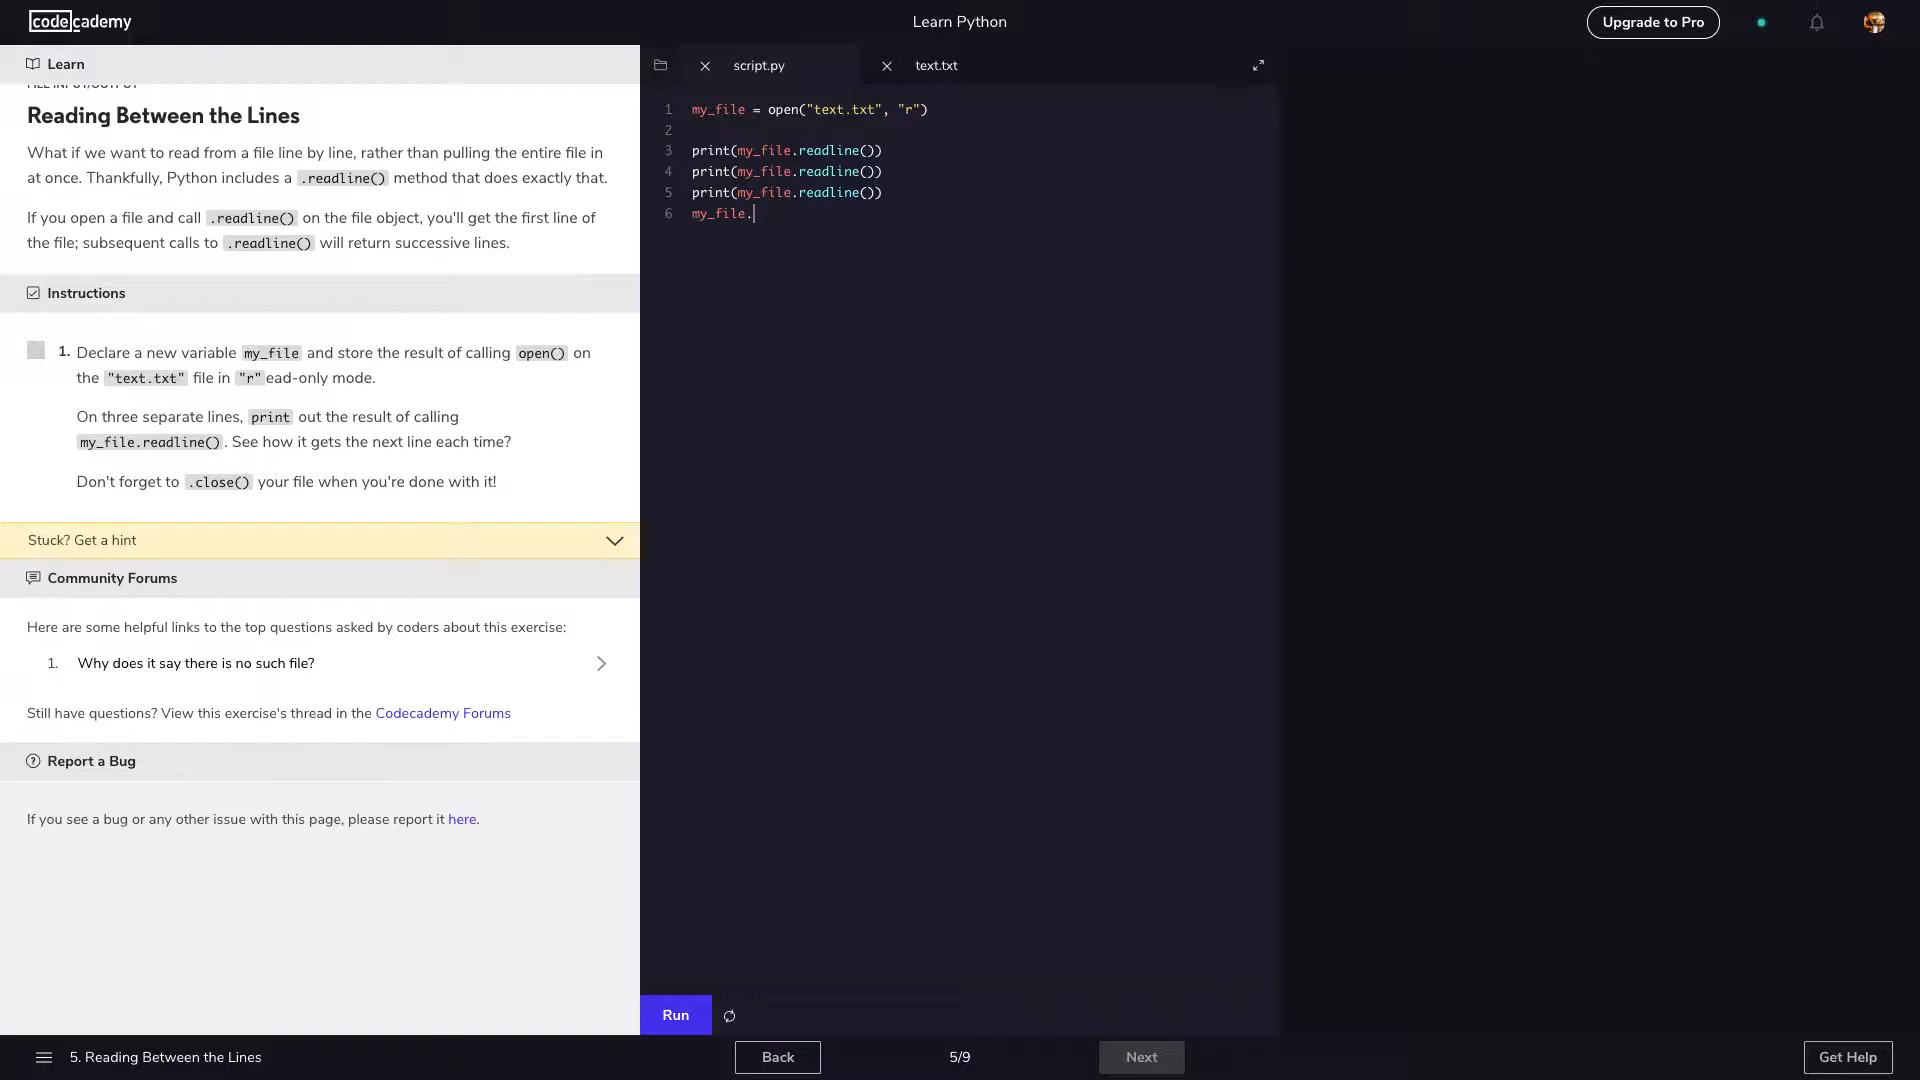 codecademy
Learn Python
Upgrade to Pro
Learn
FILE INPUT/OUTPUT
Reading Between the Lines
What if we want to read from a file line by line, rather than pulling the entire file in
at once. Thankfully, Python includes a .readline() method that does exactly that.
If you open a file and call .readline() on the file object, you'll get the first line of
the file; subsequent calls to .readline() will return successive lines.
Instructions
1. Declare a new variable my_file and store the result of calling open() on
the "text.txt" file in "r"ead-only mode.
On three separate lines, print out the result of calling
my_file.readline(). See how it gets the next line each time?
Don't forget to .close() your file when you're done with it!
Stuck? Get a hint
Community Forums
Here are some helpful links to the top questions asked by coders about this exercise:
1. Why does it say there is no such file?
Still have questions? View this exercise's thread in the Codecademy Forums
Report a Bug
If you see a bug or any other issue with this page, please report it here.
script.py
text.txt
1 my_file = open("text.txt", "r")
2
3 print(my_file.readline())
4 print(my_file.readline())
5 print(my_file.readline())
6 my_file.
Run
5. Reading Between the Lines
Back
5/9
Next
Get Help